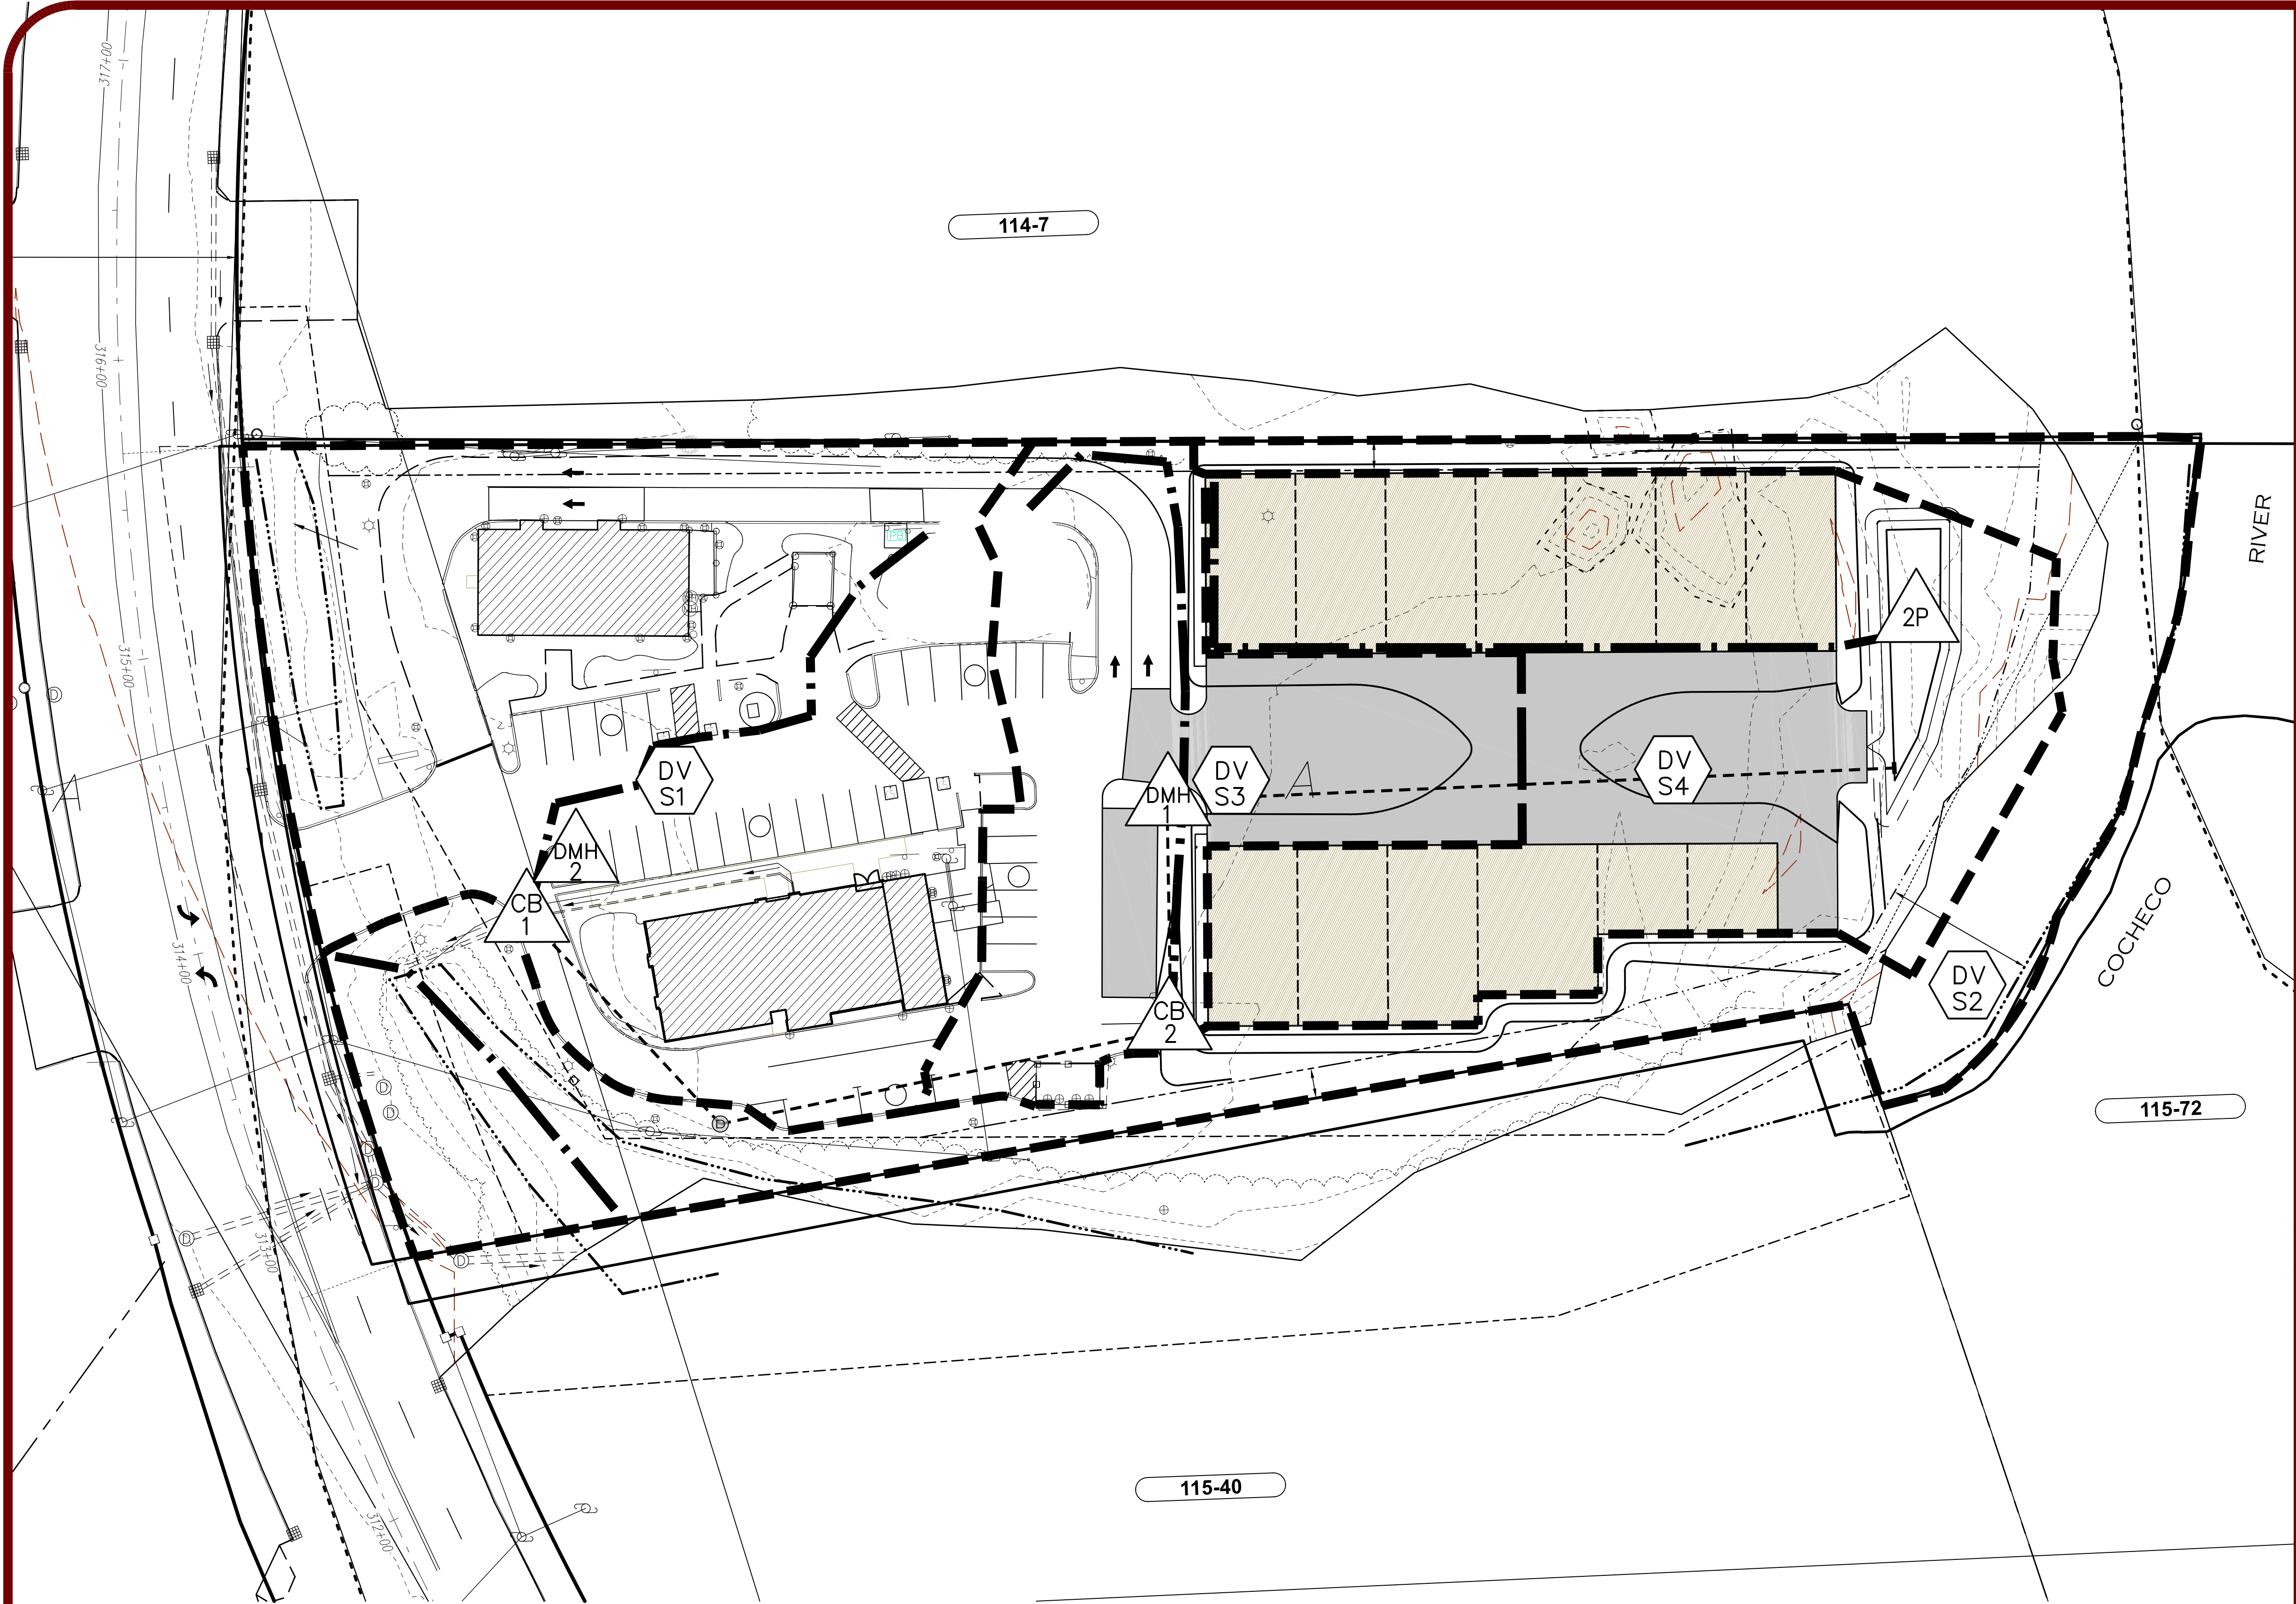 317+00
114-7
316+00
RIVER
PB
2P
315+00
DV
S1
DMH
1
DV
S3
A
DV
S4
DMH
2
CB
1
COCHECO
314+00
DV
S2
CB
2
D
D
D
D
D
D
D
D
D
115-72
313+00
115-40
312+00